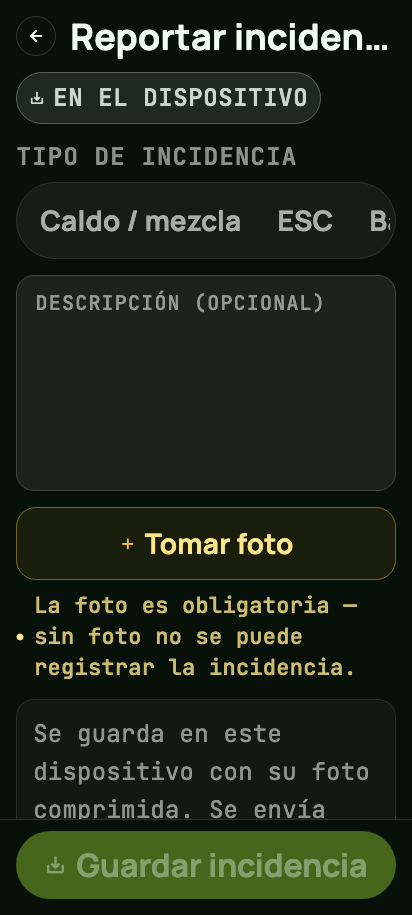 Reportar inciden…
EN EL DISPOSITIVO
TIPO DE INCIDENCIA
Caldo / mezcla ESC
DESCRIPCIÓN (OPCIONAL)
+ Tomar foto
La foto es obligatoria —
sin foto no se puede
registrar la incidencia.
Se guarda en este
dispositivo con su foto
comprimida. Se envía
Guardar incidencia